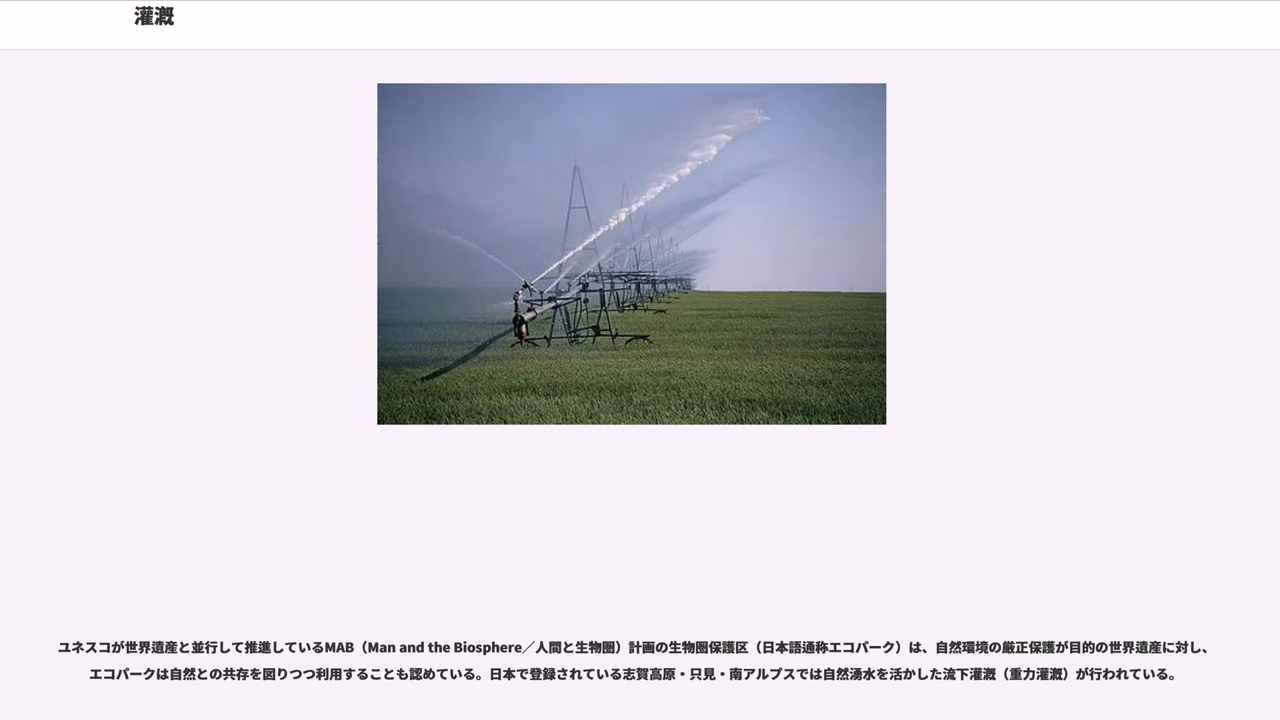 灌漑
ユネスコが世界遺産と並行して推進しているMAB（Man and the Biosphere／人間と生物圏）計画の生物圏保護区（日本語通称エコパーク）は、自然環境の厳正保護が目的の世界遺産に対し、
エコパークは自然との共存を図りつつ利用することも認めている。日本で登録されている志賀高原・只見・南アルプスでは自然湧水を活かした流下灌漑（重力灌漑）が行われている。